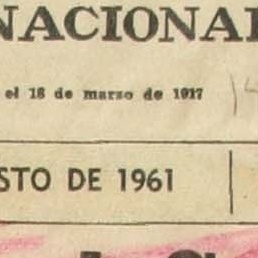 NACIONAL
el 18 de marzo de 1917
STO DE 1961